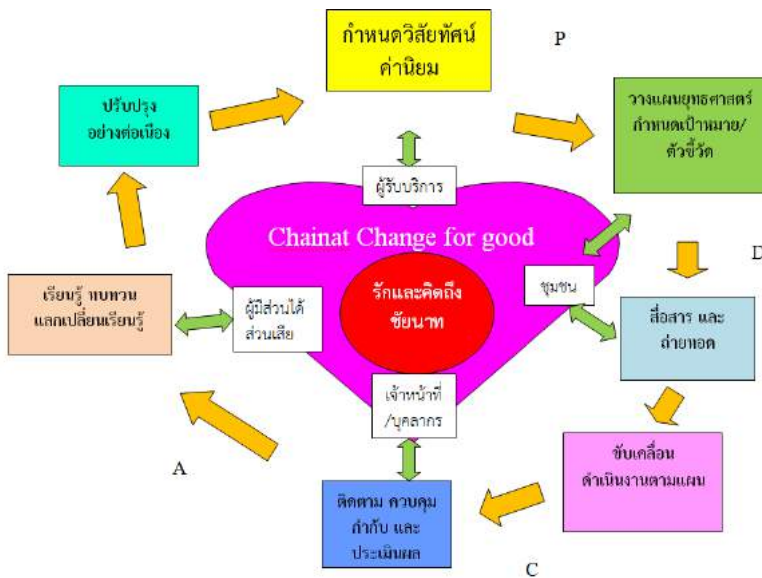 กำหนดวิสัยทัศน์
ค่านิยม
P
ปรับปรุง
อย่างต่อเนื่อง
วางแผนยุทธศาสตร์
กำหนดเป้าหมาย/
ตัวชี้วัด
ผู้รับบริการ
Chainat Change for good
D
เรียนรู้ ทบทวน
แลกเปลี่ยนเรียนรู้
ผู้มีส่วนได้
ส่วนเสีย
รักและคิดถึง
ชัยนาท
ชุมชน
สื่อสาร และ
ถ่ายทอด
เจ้าหน้าที่
/บุคลากร
A
ขับเคลื่อน
ดำเนินงานตามแผน
ติดตาม ควบคุม
กำกับ และ
ประเมินผล
C